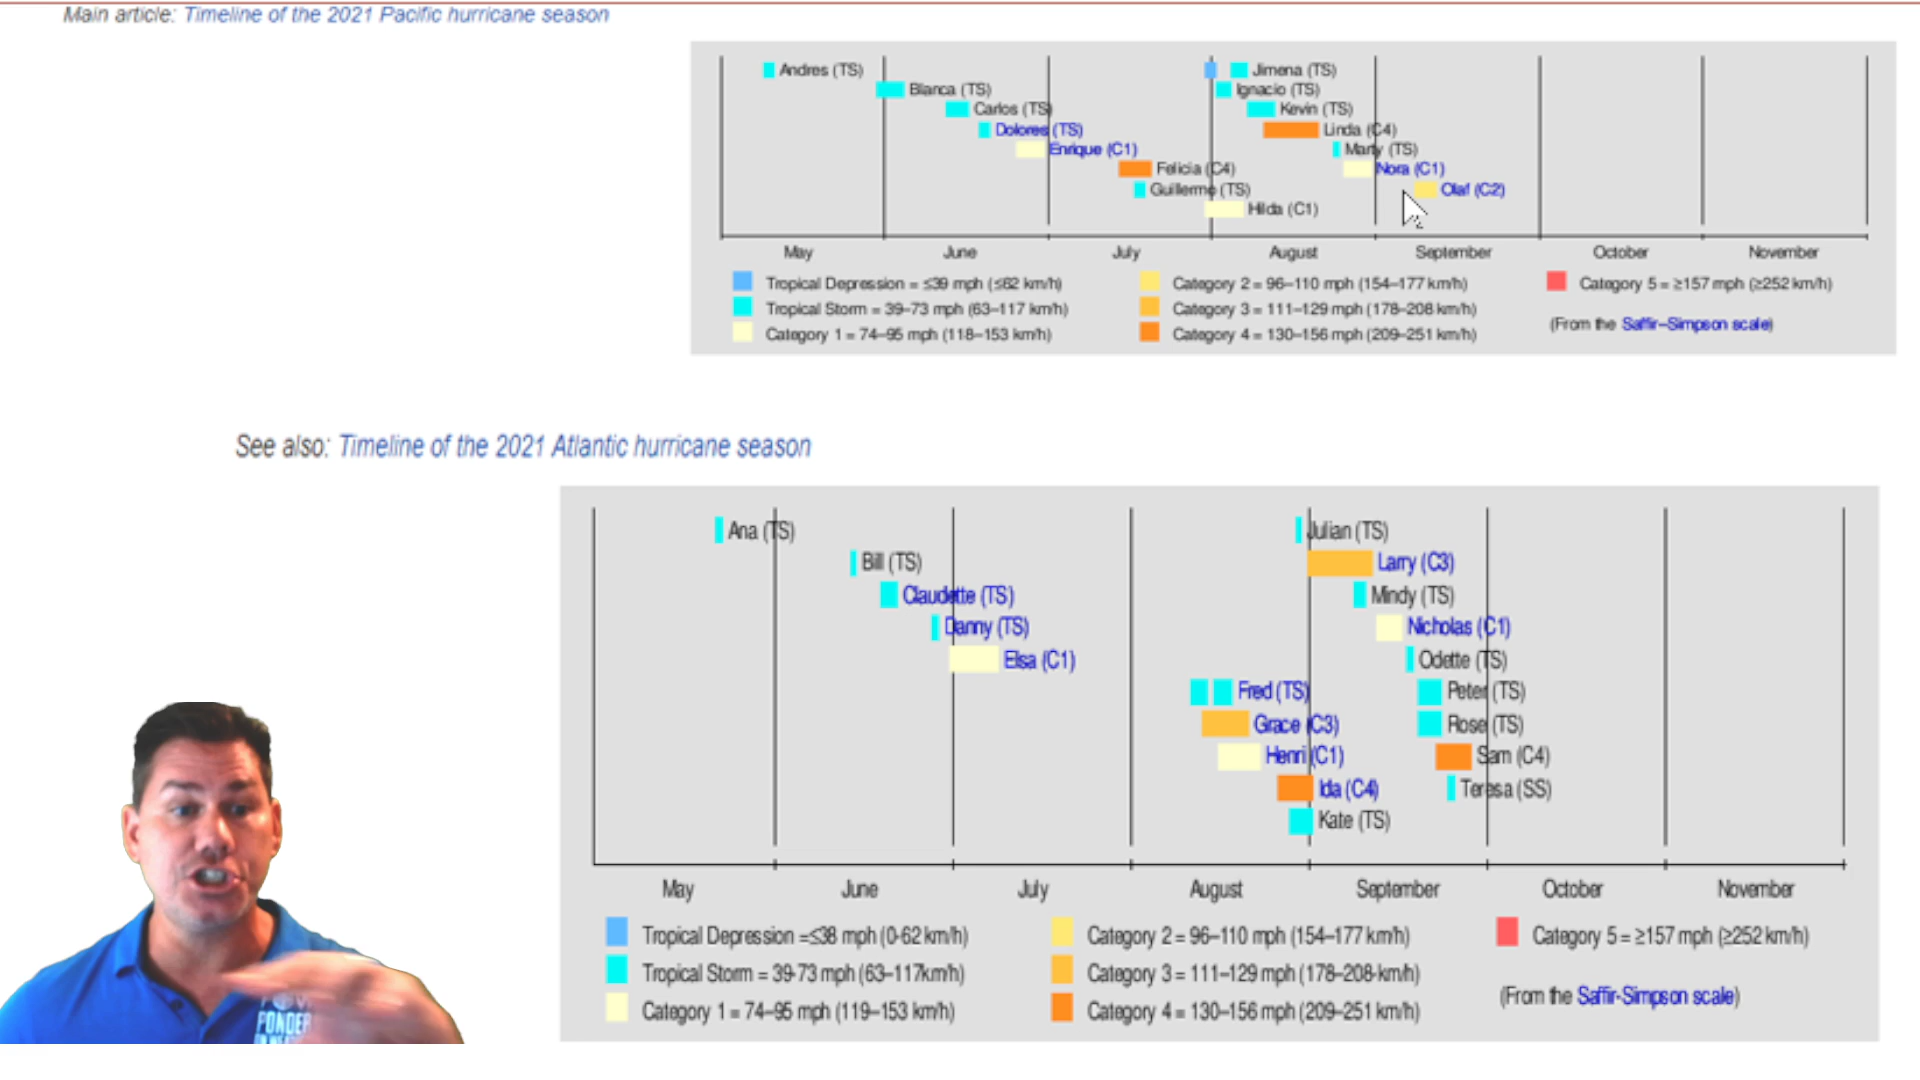 Main article: Timeline of the 2021 Pacific hurricane season
Andres (TS)
Blanca (TS)
Carlos (TS)
Dolores (TS)
Enrique (C1)
Felicia (C4)
Guillermo (TS)
Hilda (C1)
Jimena (TS)
Ignacio (TS)
Kevin (TS)
Linda (C4)
Marty (TS)
Nora (C1)
Olaf (C2)
May June July August September October November
Tropical Depression = ≤39 mph (≤62 km/h)
Tropical Storm = 39–73 mph (63–117 km/h)
Category 1 = 74–95 mph (118–153 km/h)
Category 2 = 96–110 mph (154–177 km/h)
Category 3 = 111–129 mph (178–208 km/h)
Category 4 = 130–156 mph (209–251 km/h)
Category 5 = ≥157 mph (≥252 km/h)
(From the Saffir–Simpson scale)
See also: Timeline of the 2021 Atlantic hurricane season
Ana (TS)
Bill (TS)
Claudette (TS)
Danny (TS)
Elsa (C1)
Fred (TS)
Grace (C3)
Henri (C1)
Ida (C4)
Kate (TS)
Julian (TS)
Larry (C3)
Mindy (TS)
Nicholas (C1)
Odette (TS)
Peter (TS)
Rose (TS)
Sam (C4)
Teresa (SS)
May June July August September October November
Tropical Depression =≤38 mph (0-62 km/h)
Tropical Storm = 39-73 mph (63–117km/h)
Category 1 = 74–95 mph (119–153 km/h)
Category 2 = 96–110 mph (154–177 km/h)
Category 3 = 111–129 mph (178–208-km/h)
Category 4 = 130–156 mph (209–251 km/h)
Category 5 = ≥157 mph (≥252 km/h)
(From the Saffir-Simpson scale)